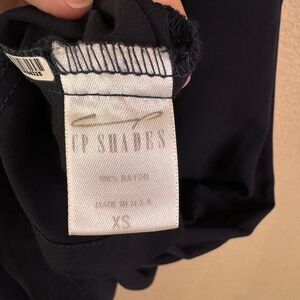 CP SHADES
100% RAYON
MADE IN U.S.A
XS